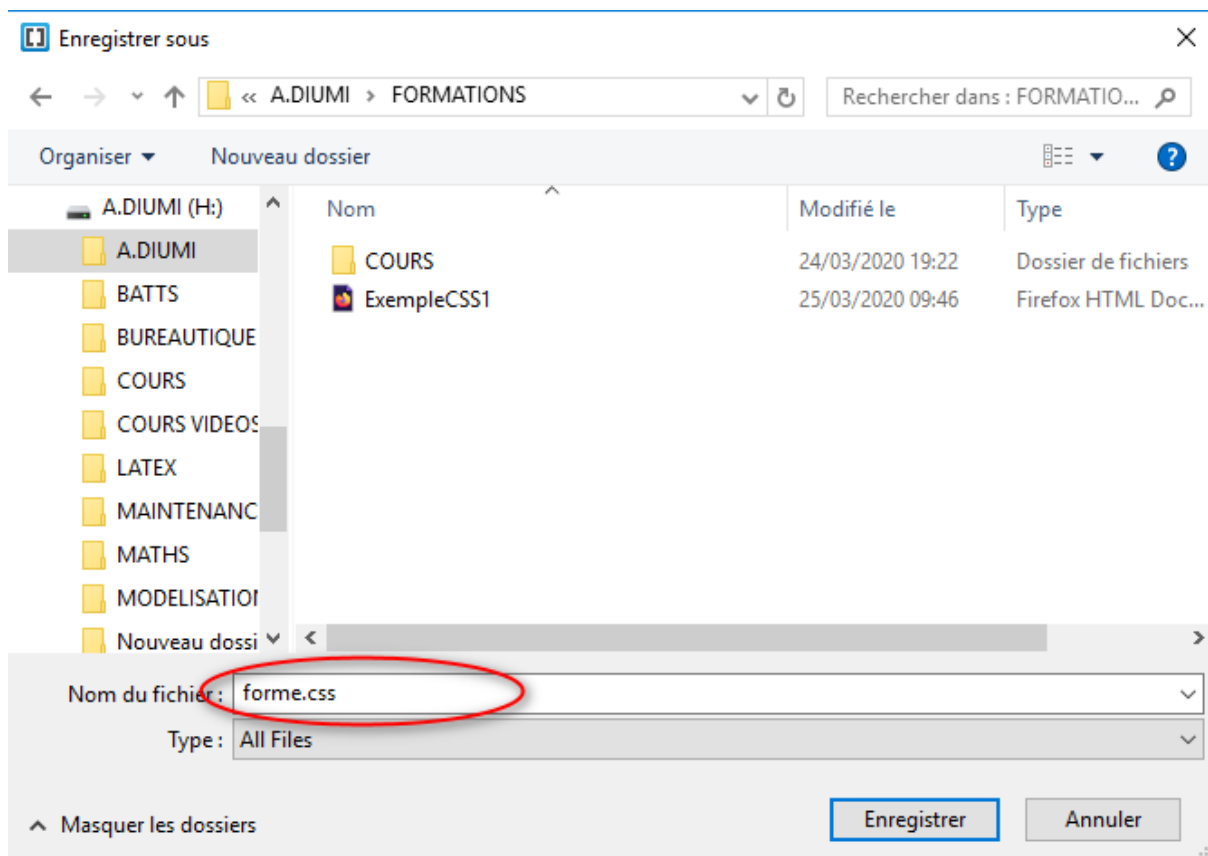 Enregistrer sous
« A.DIUMI › FORMATIONS Rechercher dans : FORMATIO...
Organiser Nouveau dossier ?
A.DIUMI (H:) Nom Modifié le Type
A.DIUMI COURS 24/03/2020 19:22 Dossier de fichiers
BATTS ExempleCSS1 25/03/2020 09:46 Firefox HTML Doc...
BUREAUTIQUE
COURS
COURS VIDEOS
LATEX
MAINTENANC
MATHS
MODELISATION
Nouveau dossi
Nom du fichier : forme.css
Type : All Files
Masquer les dossiers Enregistrer Annuler